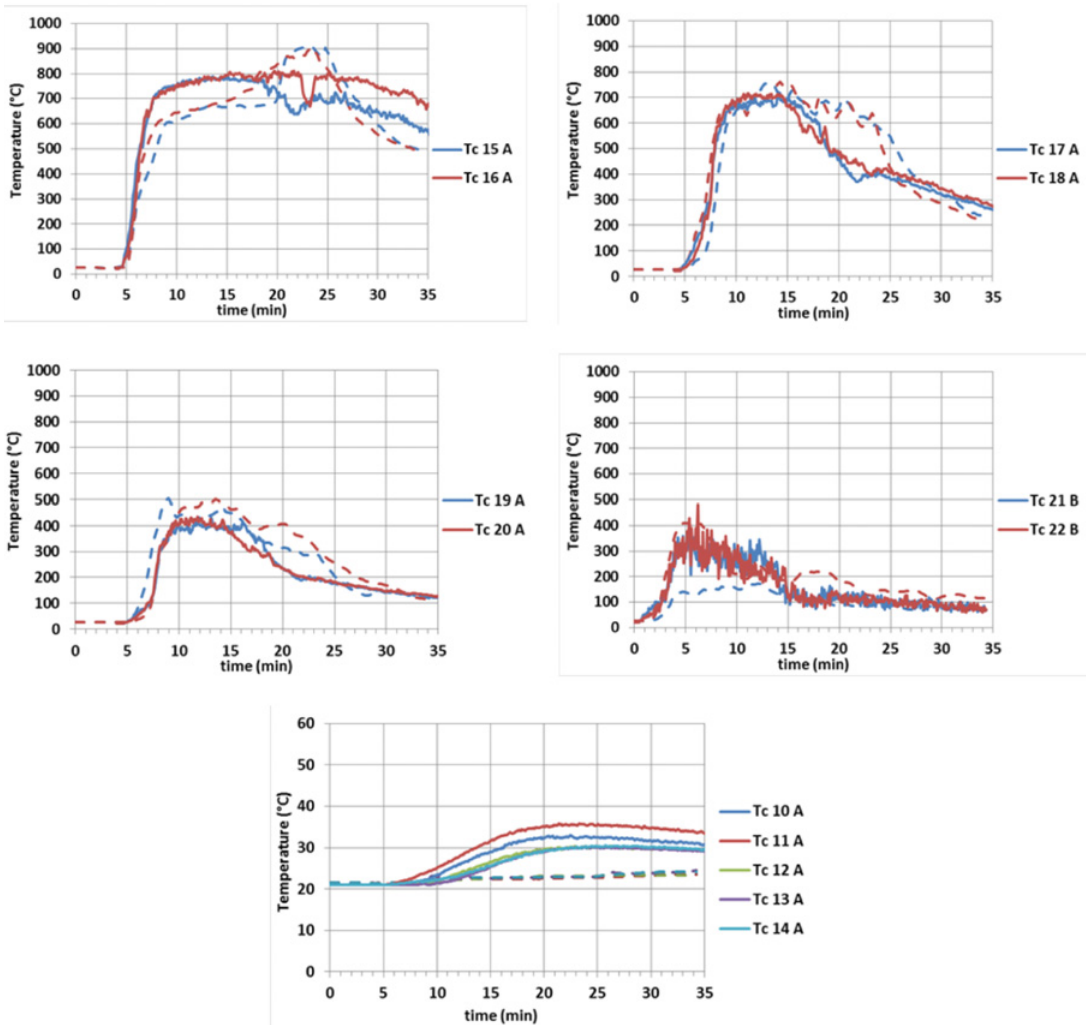 1000
900
800
700
600
500
400
300
200
100
0
Temperature (°C)
0 5 10 15 20 25 30 35
time (min)
Tc 15 A
Tc 16 A
1000
900
800
700
600
500
400
300
200
100
0
Temperature (°C)
0 5 10 15 20 25 30 35
time (min)
Tc 17 A
Tc 18 A
1000
900
800
700
600
500
400
300
200
100
0
Temperature (°C)
0 5 10 15 20 25 30 35
time (min)
Tc 19 A
Tc 20 A
1000
900
800
700
600
500
400
300
200
100
0
Temperature (°C)
0 5 10 15 20 25 30 35
time (min)
Tc 21 B
Tc 22 B
60
50
40
30
20
10
0
Temperature (°C)
0 5 10 15 20 25 30 35
time (min)
Tc 10 A
Tc 11 A
Tc 12 A
Tc 13 A
Tc 14 A